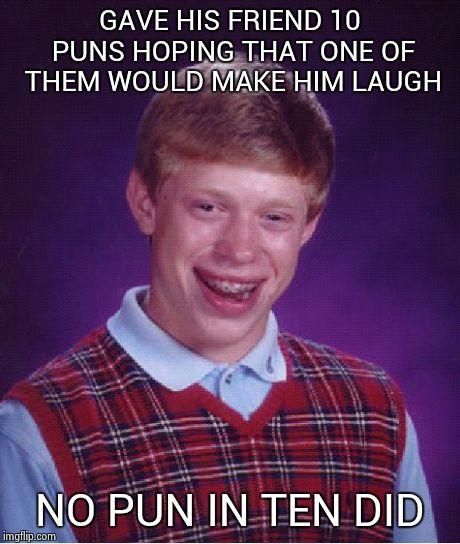 GAVE HIS FRIEND 10
PUNS HOPING THAT ONE OF
THEM WOULD MAKE HIM LAUGH
NO PUN IN TEN DID
imgflip.com